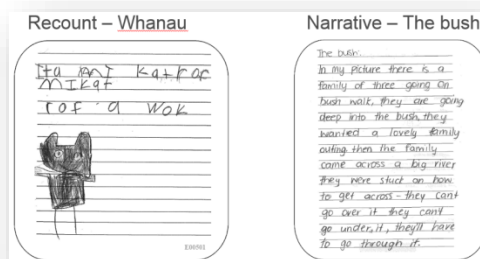 Recount – Whanau
Ita my kat for
MIkat
rof a wok
E06501
Narrative – The bush
The bush.
In my picture there is a
family of three going on
bush walk, they are going
deep into the bush, they
wanted a lovely family
outing then the family
came across a big river
they were stuck on how
to get across – they cant
go over it they cant
go under, it, they'll have
to go through it.